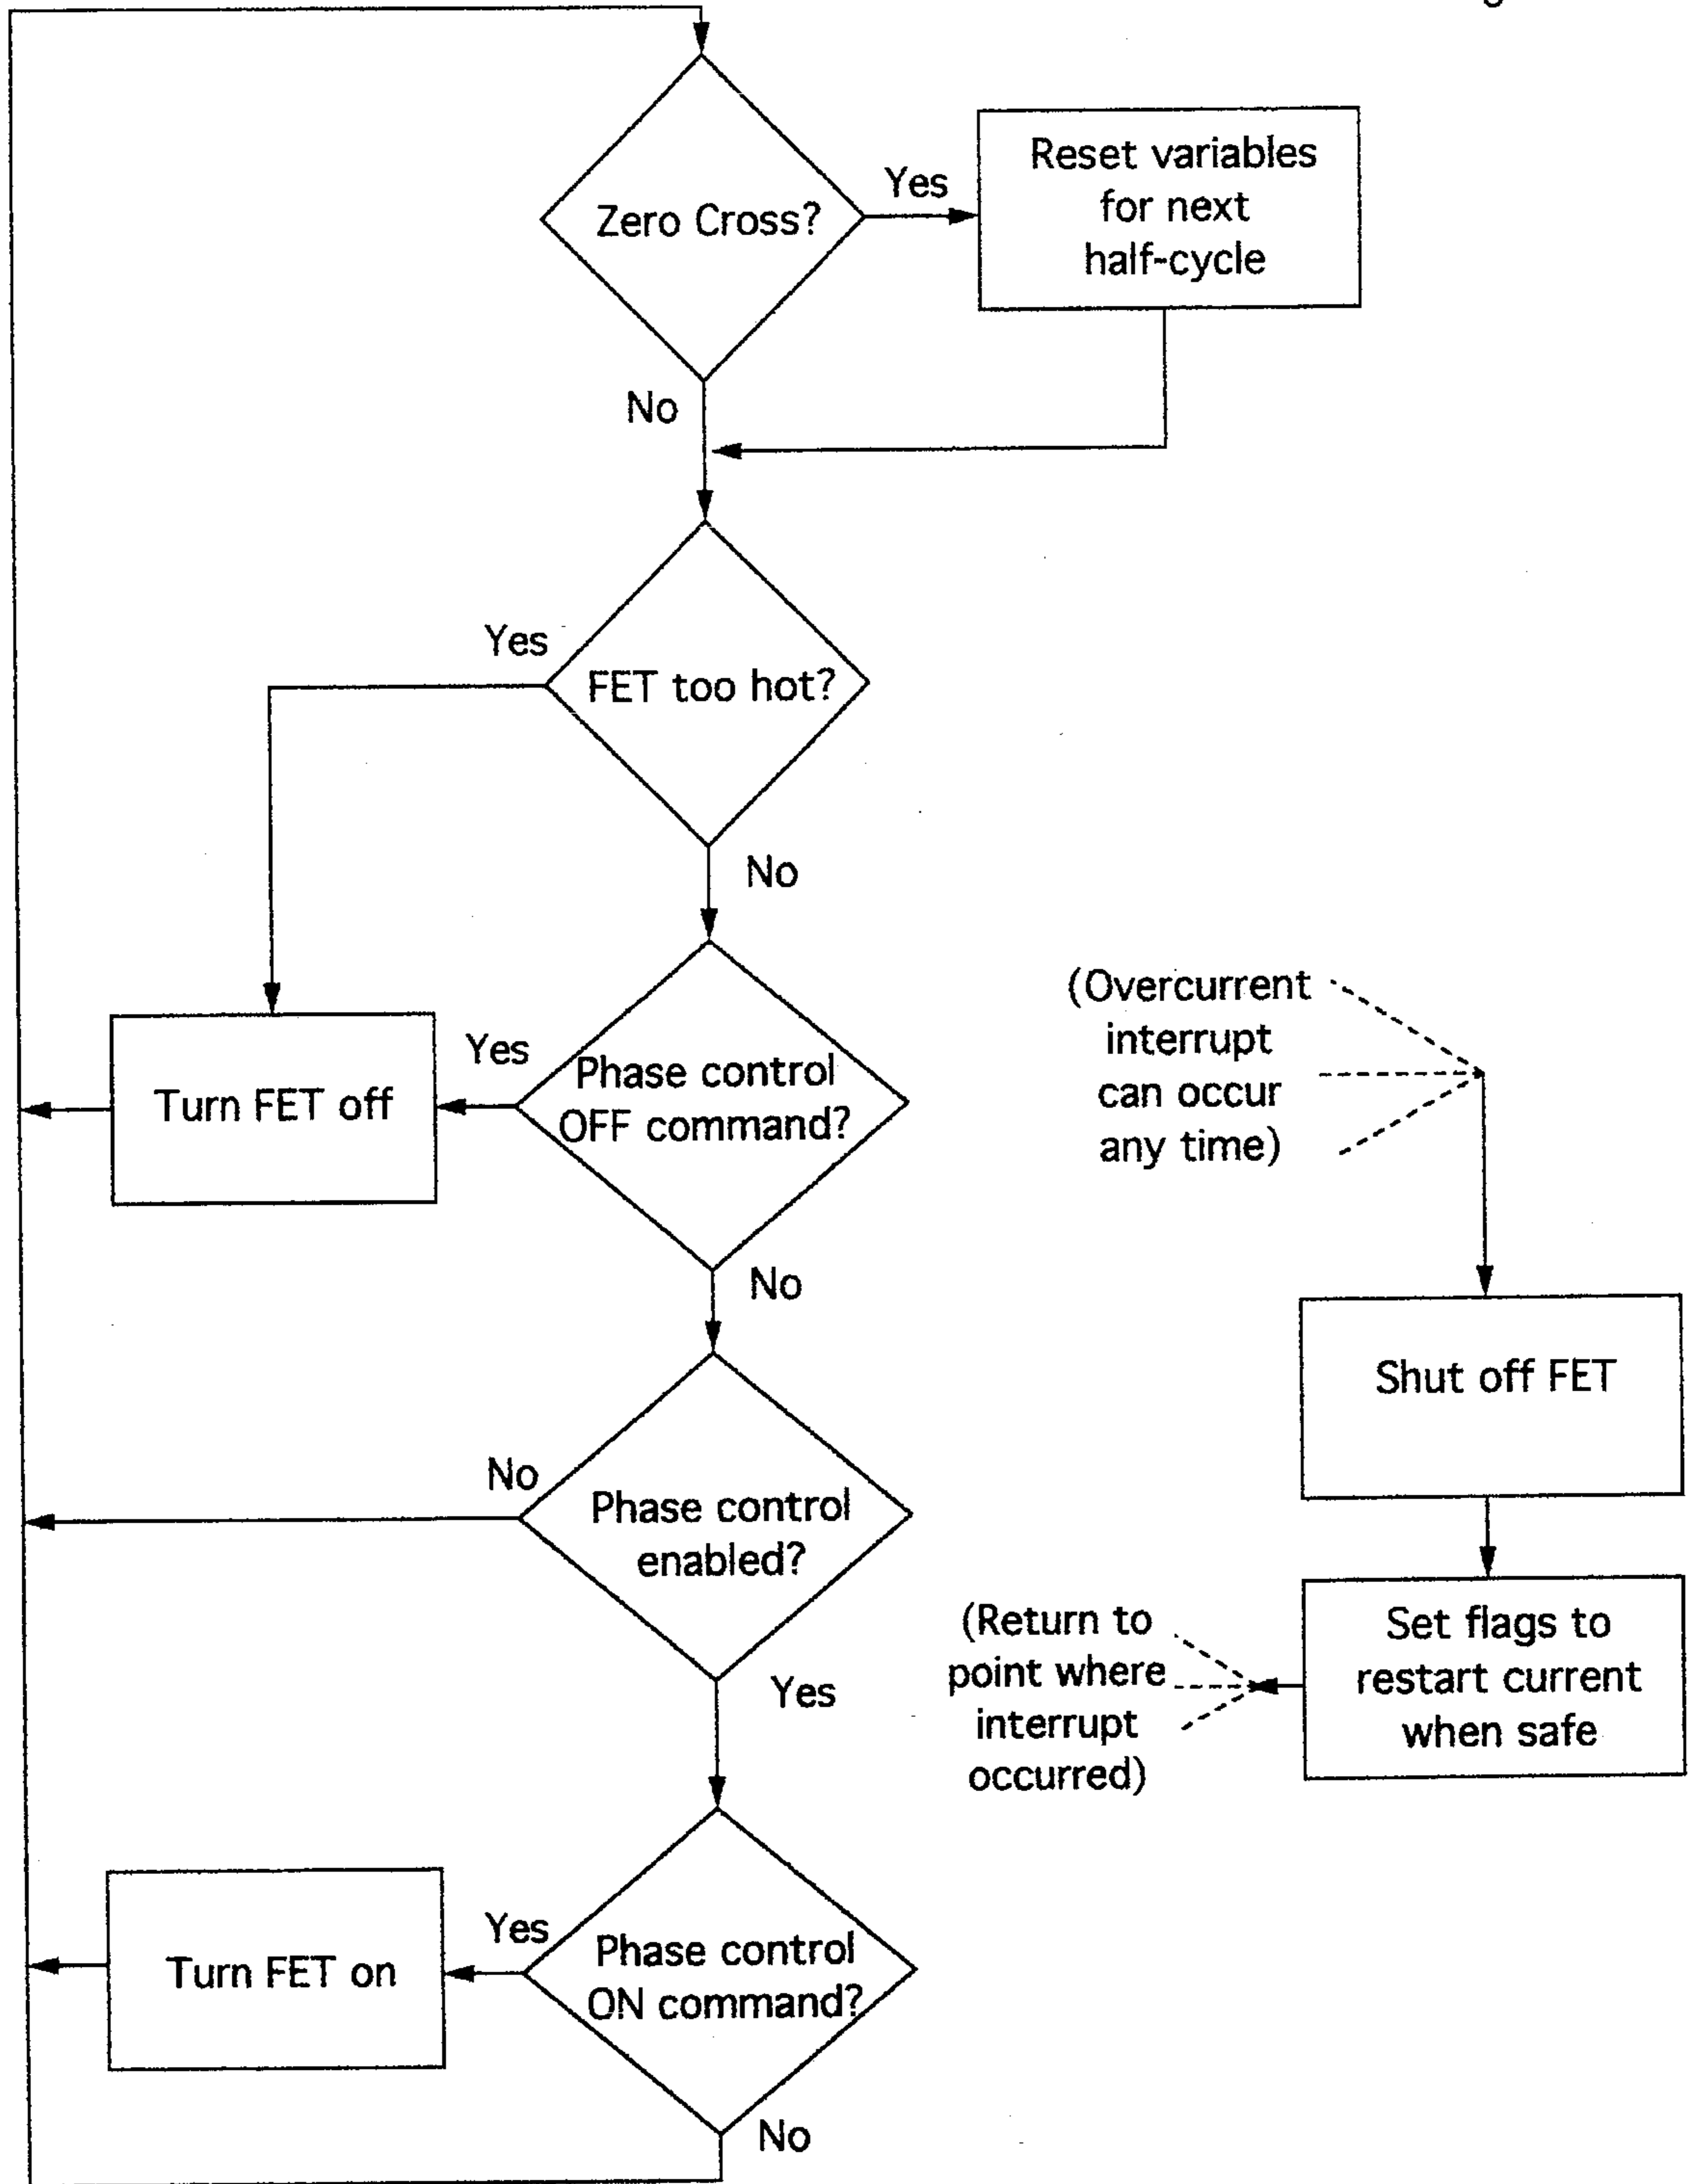 Zero Cross?
Yes
Reset variables
for next
half-cycle
No
Yes
FET too hot?
No
Turn FET off
Yes
Phase control
OFF command?
No
(Overcurrent
interrupt
can occur
any time)
Shut off FET
No
Phase control
enabled?
Yes
(Return to
point where
interrupt
occurred)
Set flags to
restart current
when safe
Turn FET on
Yes
Phase control
ON command?
No